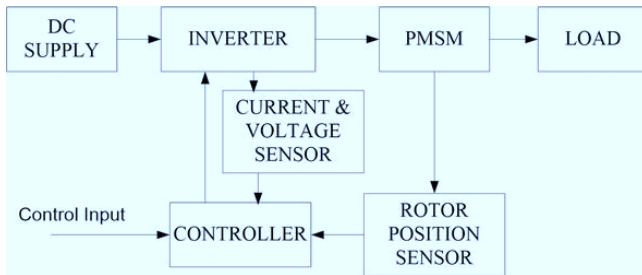 DC
SUPPLY
INVERTER
PMSM
LOAD
CURRENT &
VOLTAGE
SENSOR
Control Input
CONTROLLER
ROTOR
POSITION
SENSOR